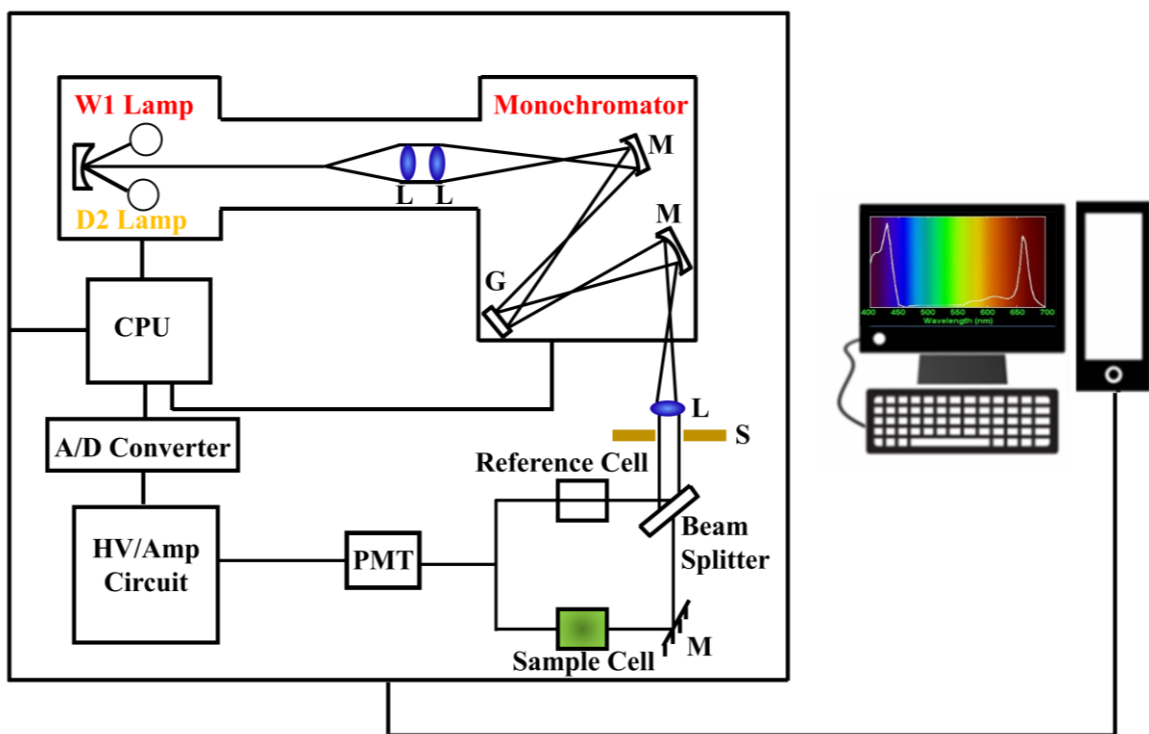 W1 Lamp
Monochromator
M
L
L
D2 Lamp
M
G
CPU
400
450
500
550
600
650
700
Wavelength (nm)
L
S
A/D Converter
Reference Cell
HV/Amp
Circuit
PMT
Beam
Splitter
M
Sample Cell